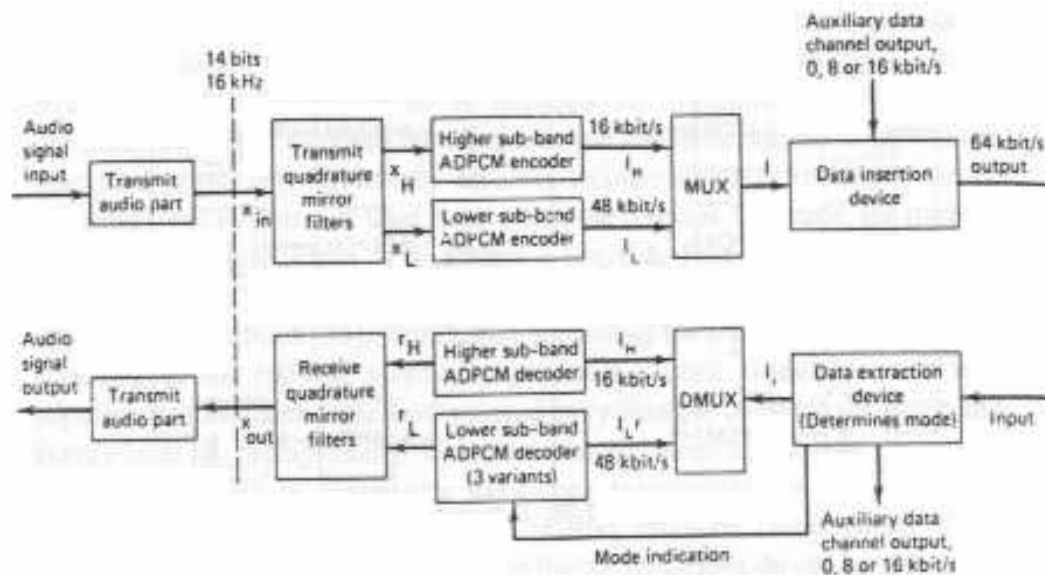 Auxiliary data
channel output,
0, 8 or 16 kbit/s
14 bits
16 kHz
Audio
signal
input
Transmit
audio part
x in
Transmit
quadrature
mirror
filters
x H
x L
Higher sub-band
ADPCM encoder
Lower sub-band
ADPCM encoder
16 kbit/s
I H
48 kbit/s
I L
MUX
I
Data insertion
device
64 kbit/s
output
Audio
signal
output
Transmit
audio part
x out
Receive
quadrature
mirror
filters
r H
r L
Higher sub-band
ADPCM decoder
Lower sub-band
ADPCM decoder
(3 variants)
I H
16 kbit/s
I L r
48 kbit/s
DMUX
I r
Data extraction
device
(Determines mode)
Input
Mode indication
Auxiliary data
channel output,
0, 8 or 16 kbit/s